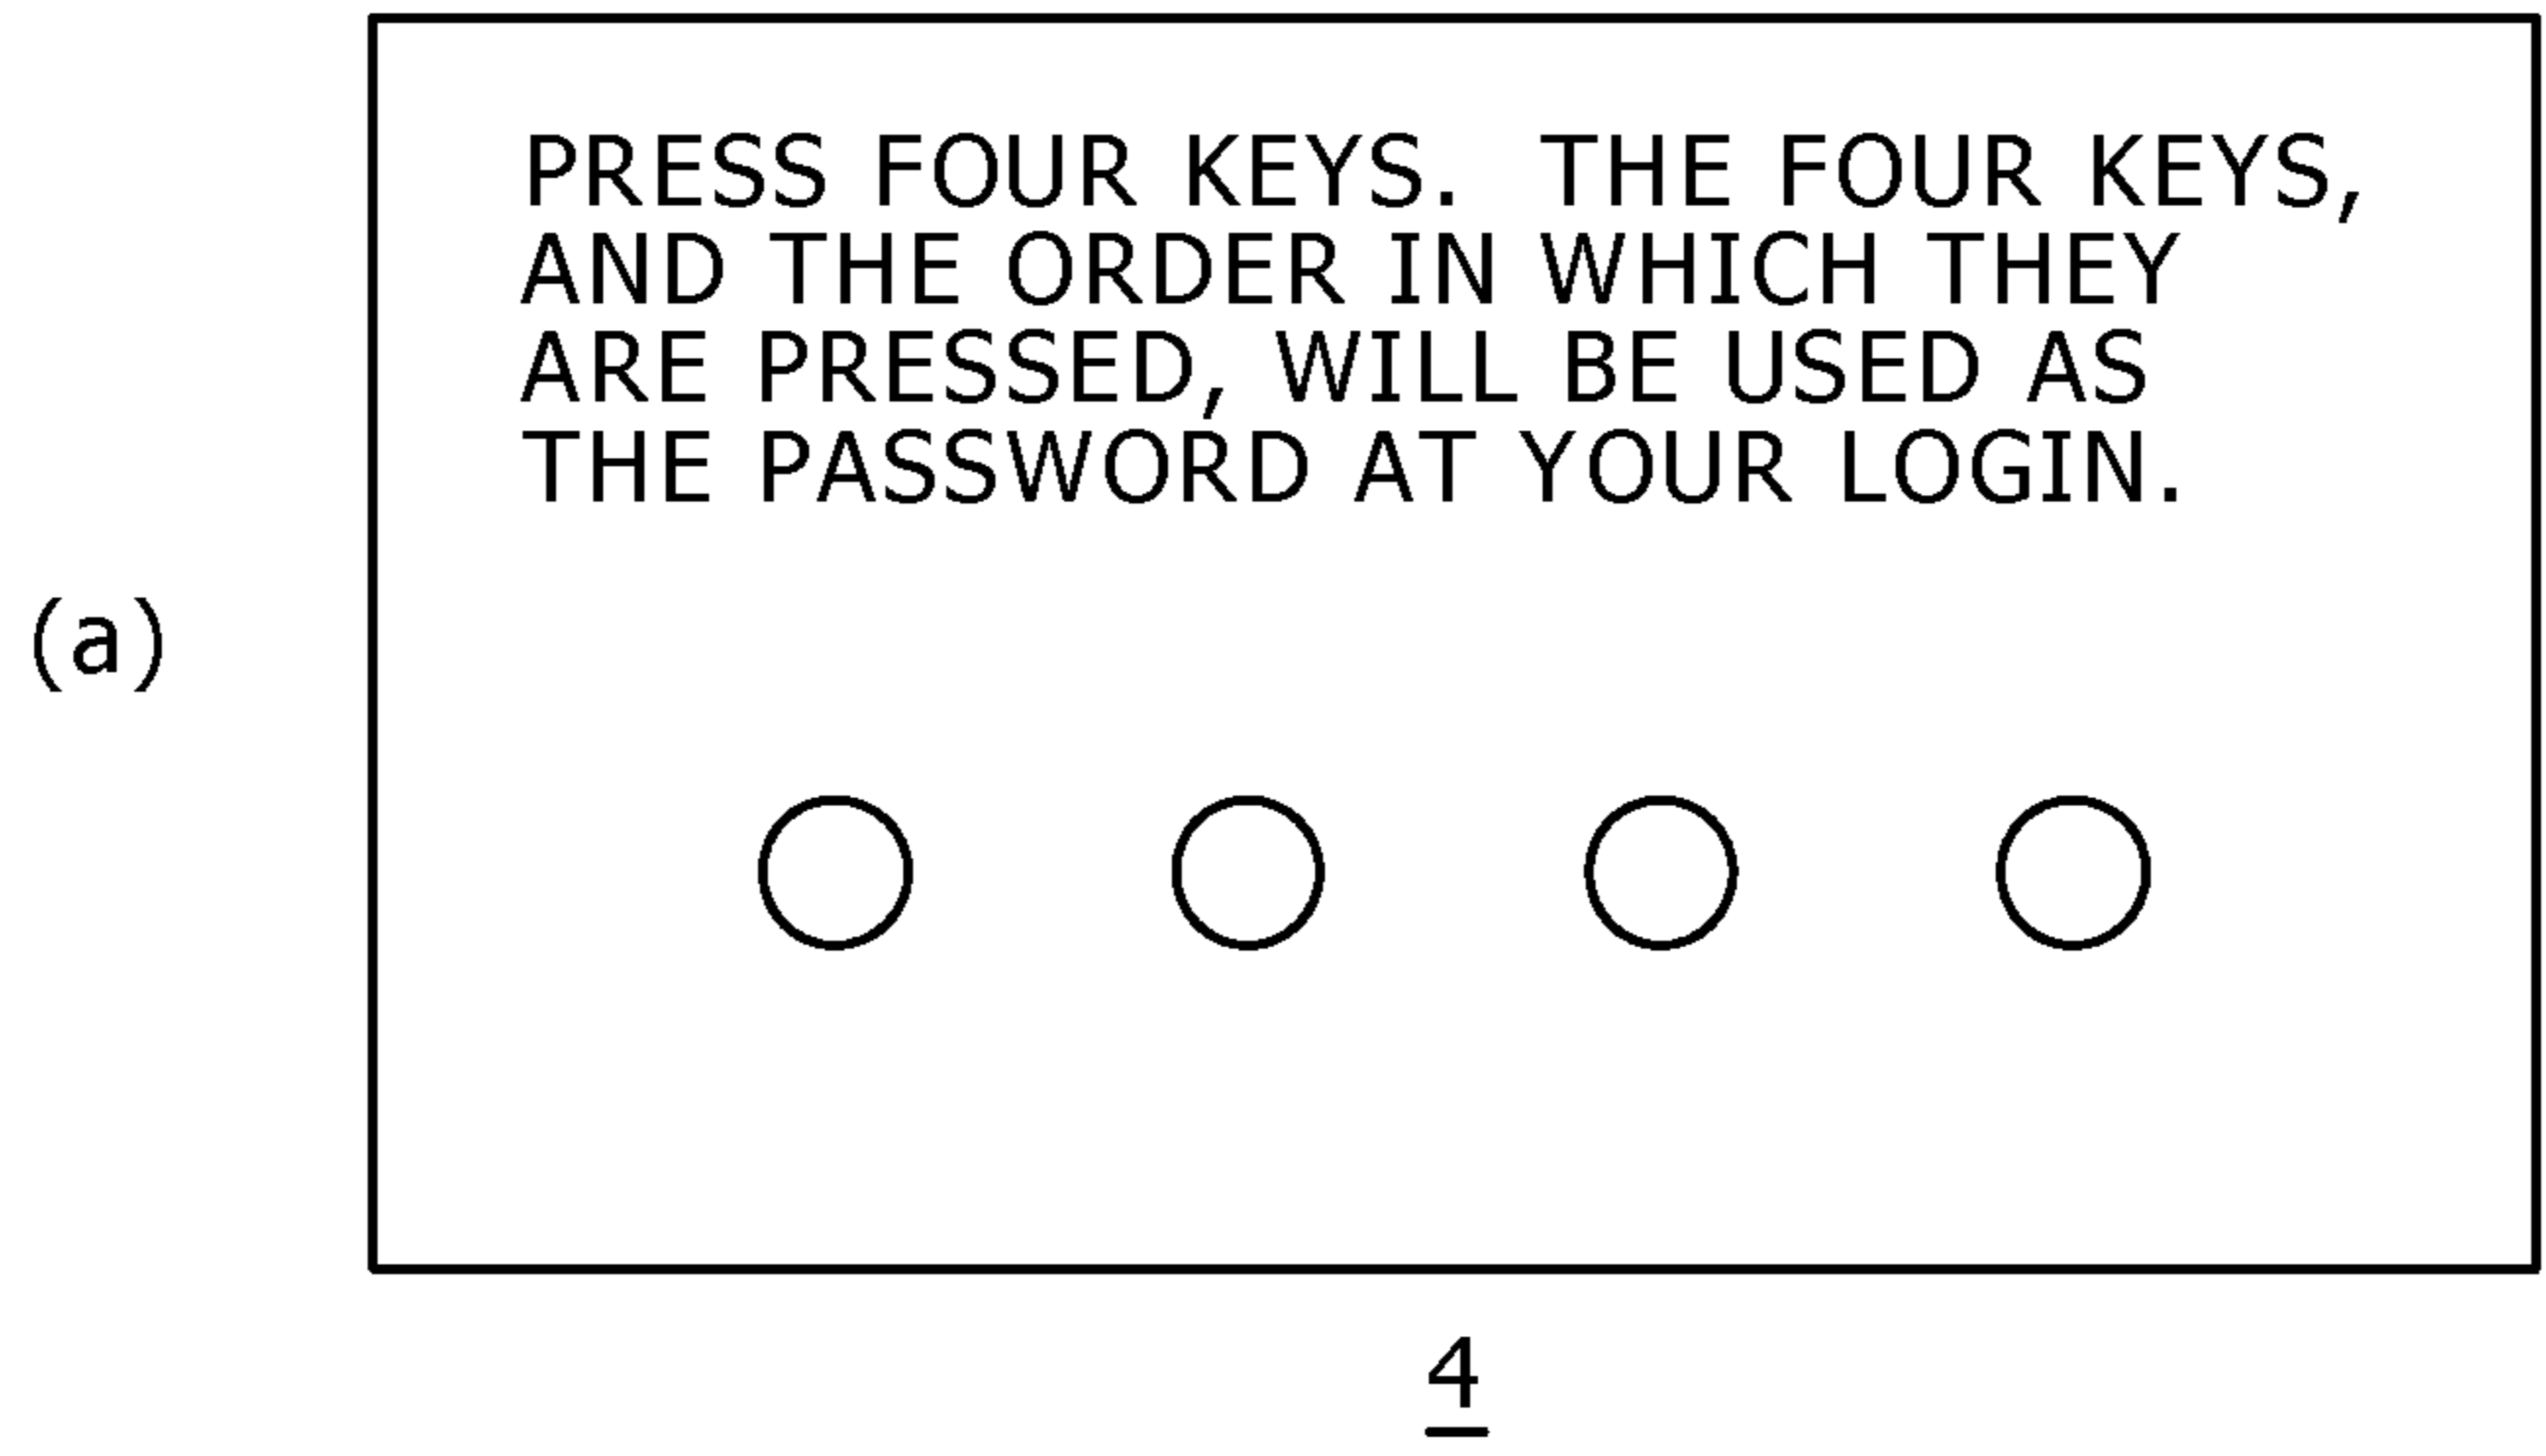 PRESS FOUR KEYS. THE FOUR KEYS,
AND THE ORDER IN WHICH THEY
ARE PRESSED, WILL BE USED AS
THE PASSWORD AT YOUR LOGIN.
(a)
4